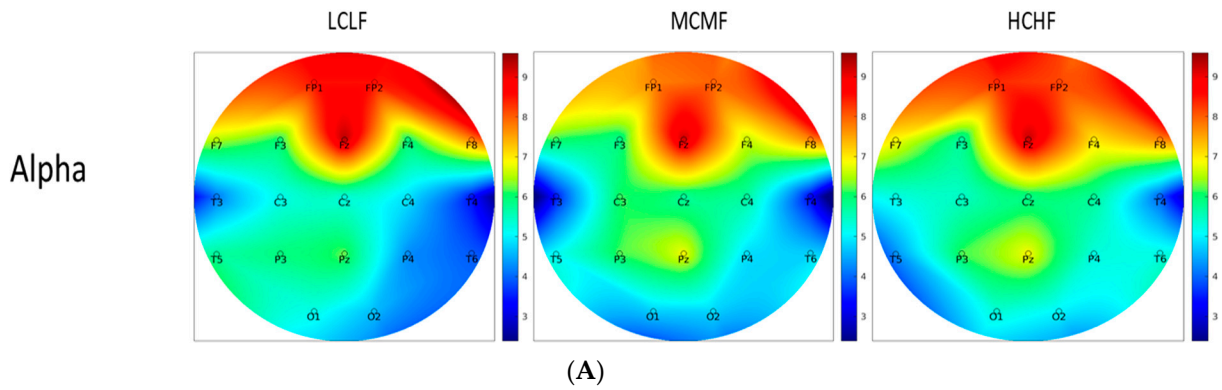 LCLF MCMF HCHF
Alpha
FP1 FP2 F7 F3 Fz F4 F8 T3 C3 Cz C4 T4 T5 P3 Pz P4 T6 O1 O2 9 8 7 6 5 4 3
FP1 FP2 F7 F3 Fz F4 F8 T3 C3 Cz C4 T4 T5 P3 Pz P4 T6 O1 O2 9 8 7 6 5 4 3
FP1 FP2 F7 F3 Fz F4 F8 T3 C3 Cz C4 T4 T5 P3 Pz P4 T6 O1 O2 9 8 7 6 5 4 3
(A)